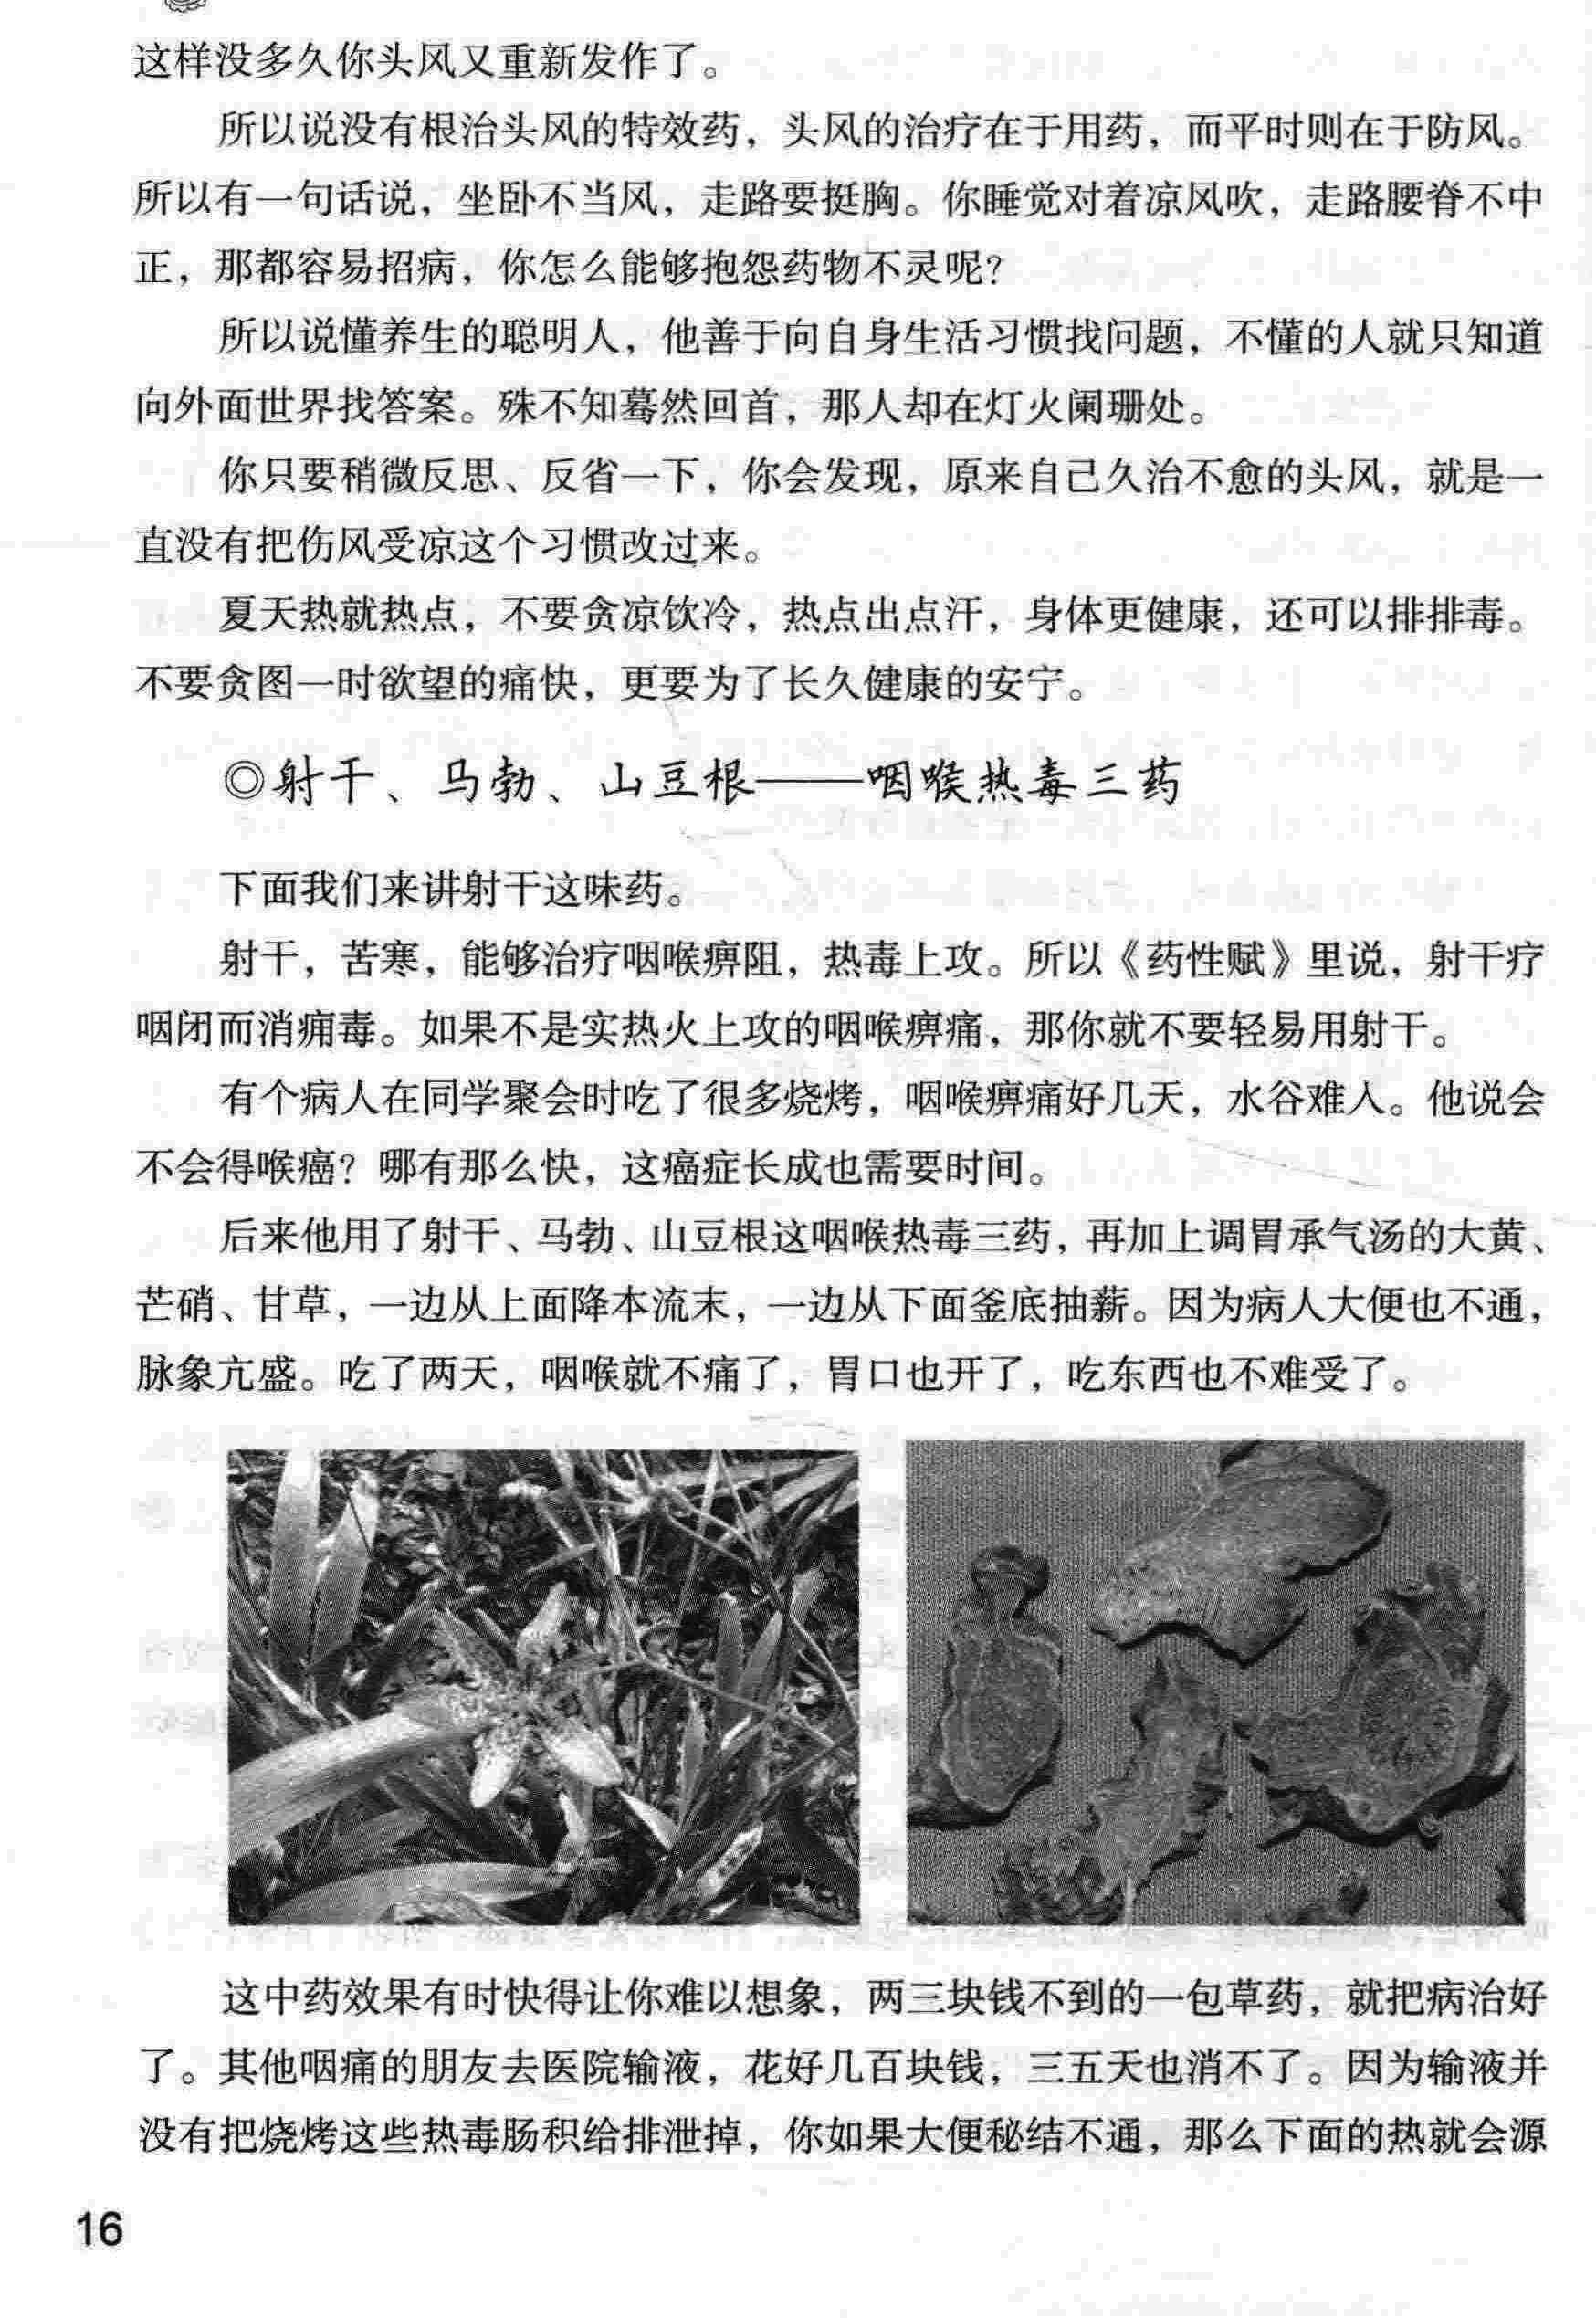 这样没多久你头风又重新发作了。
所以说没有根治头风的特效药，头风的治疗在于用药，而平时则在于防风。
所以有一句话说，坐卧不当风，走路要挺胸。你睡觉对着凉风吹，走路腰脊不中
正，那都容易招病，你怎么能够抱怨药物不灵呢？
所以说懂养生的聪明人，他善于向自身生活习惯找问题，不懂的人就只知道
向外面世界找答案。殊不知蓦然回首，那人却在灯火阑珊处。
你只要稍微反思、反省一下，你会发现，原来自己久治不愈的头风，就是一
直没有把伤风受凉这个习惯改过来。
夏天热就热点，不要贪凉饮冷，热点出点汗，身体更健康，还可以排排毒。
不要贪图一时欲望的痛快，更要为了长久健康的安宁。
◎射干、马勃、山豆根——咽喉热毒三药
下面我们来讲射干这味药。
射干，苦寒，能够治疗咽喉痹阻，热毒上攻。所以《药性赋》里说，射干疗
咽闭而消痈毒。如果不是实热火上攻的咽喉痹痛，那你就不要轻易用射干。
有个病人在同学聚会时吃了很多烧烤，咽喉痹痛好几天，水谷难人。他说会
不会得喉癌？哪有那么快，这癌症长成也需要时间。
后来他用了射干、马勃、山豆根这咽喉热毒三药，再加上调胃承气汤的大黄、
芒硝、甘草，一边从上面降本流末，一边从下面釜底抽薪。因为病人大便也不通，
脉象亢盛。吃了两天，咽喉就不痛了，胃口也开了，吃东西也不难受了。
这中药效果有时快得让你难以想象，两三块钱不到的一包草药，就把病治好
了。其他咽痛的朋友去医院输液，花好几百块钱，三五天也消不了。因为输液并
没有把烧烤这些热毒肠积给排泄掉，你如果大便秘结不通，那么下面的热就会源
16